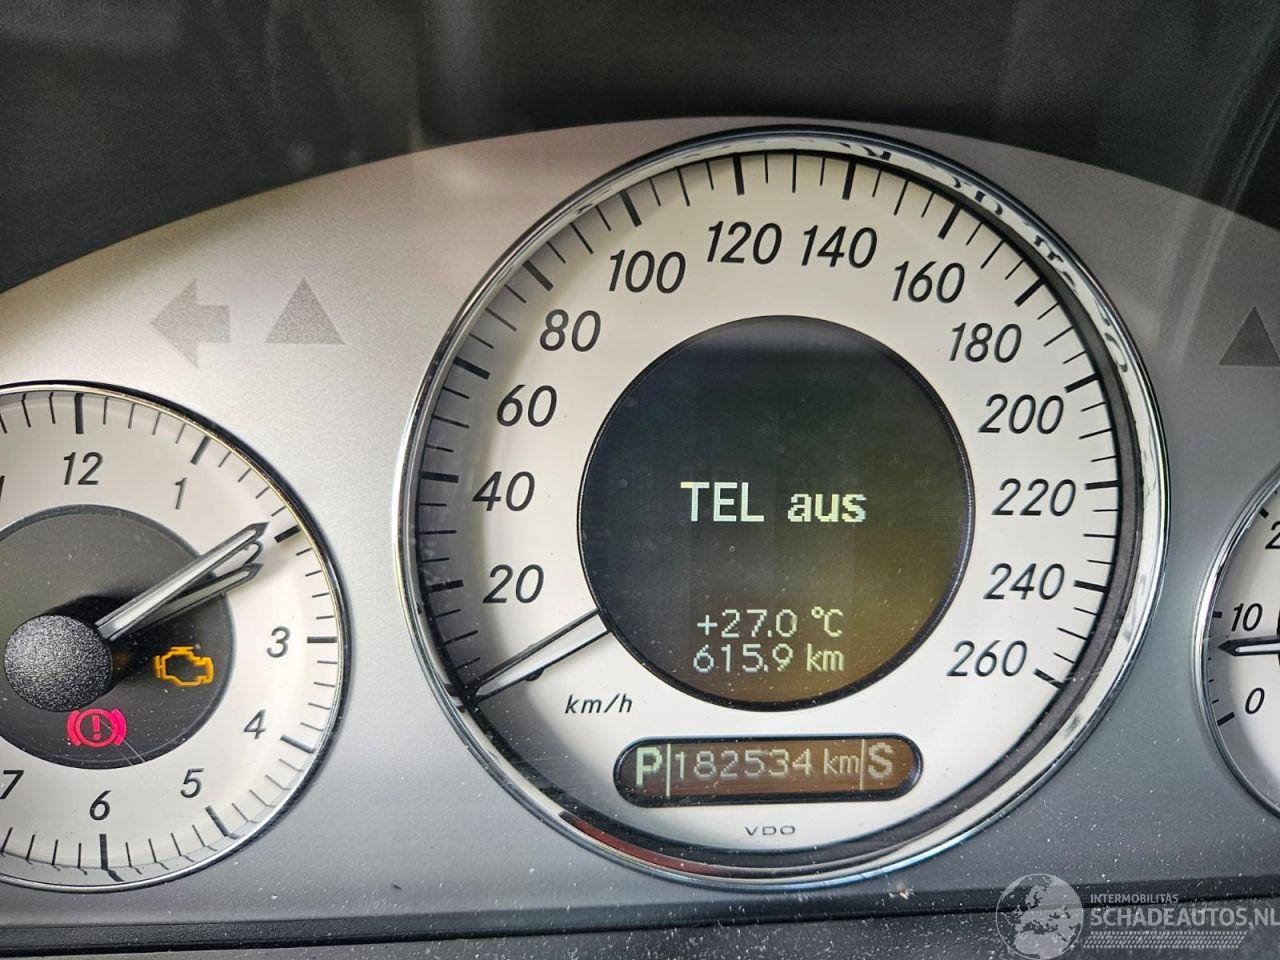 120 140
100 160
80 180
60 200
40 220
20 240
260
TEL aus
+27.0 °C
615.9 km
km/h
P 182534 km S
VDO
12
1
3
4
5
6
7
10
0
INTERMOBILITAS
SCHADEAUTOS.NL